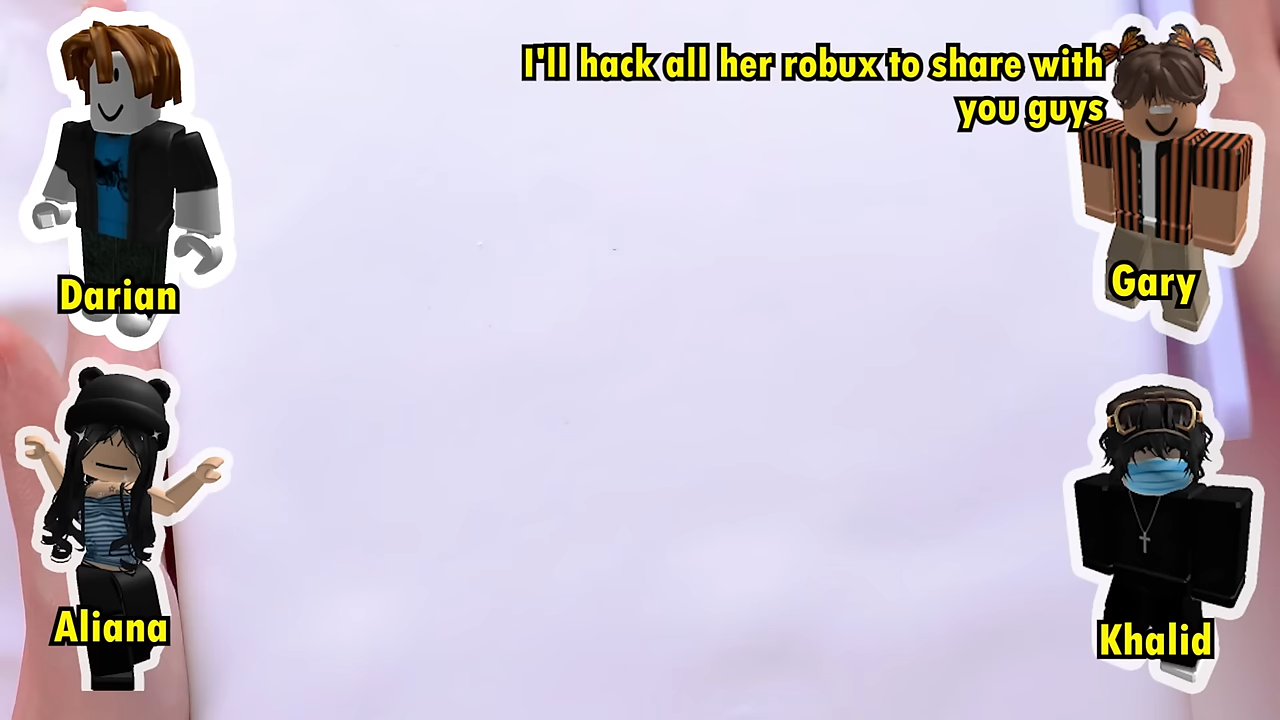 I'll hack all her robux to share with
you guys
Darian
Gary
Aliana
Khalid